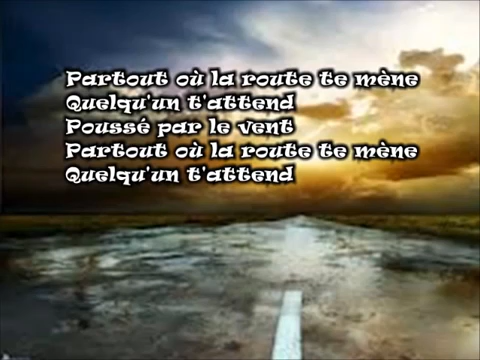 Partout où la route te mène
Quelqu'un t'attend
Poussé par le vent
Partout où la route te mène
Quelqu'un t'attend